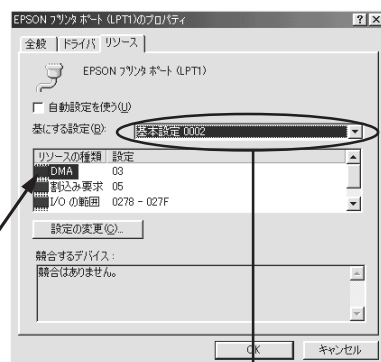 EPSON プリンタ ポート (LPT1)のプロパティ
全般
ドライバ
リソース
EPSON プリンタ ポート (LPT1)
自動設定を使う(U)
基にする設定(B):
基本設定 0002
リソースの種類 設定
DMA 03
割込み要求 05
I/O の範囲 0278 - 027F
設定の変更(C)...
競合するデバイス:
競合はありません。
OK
キャンセル